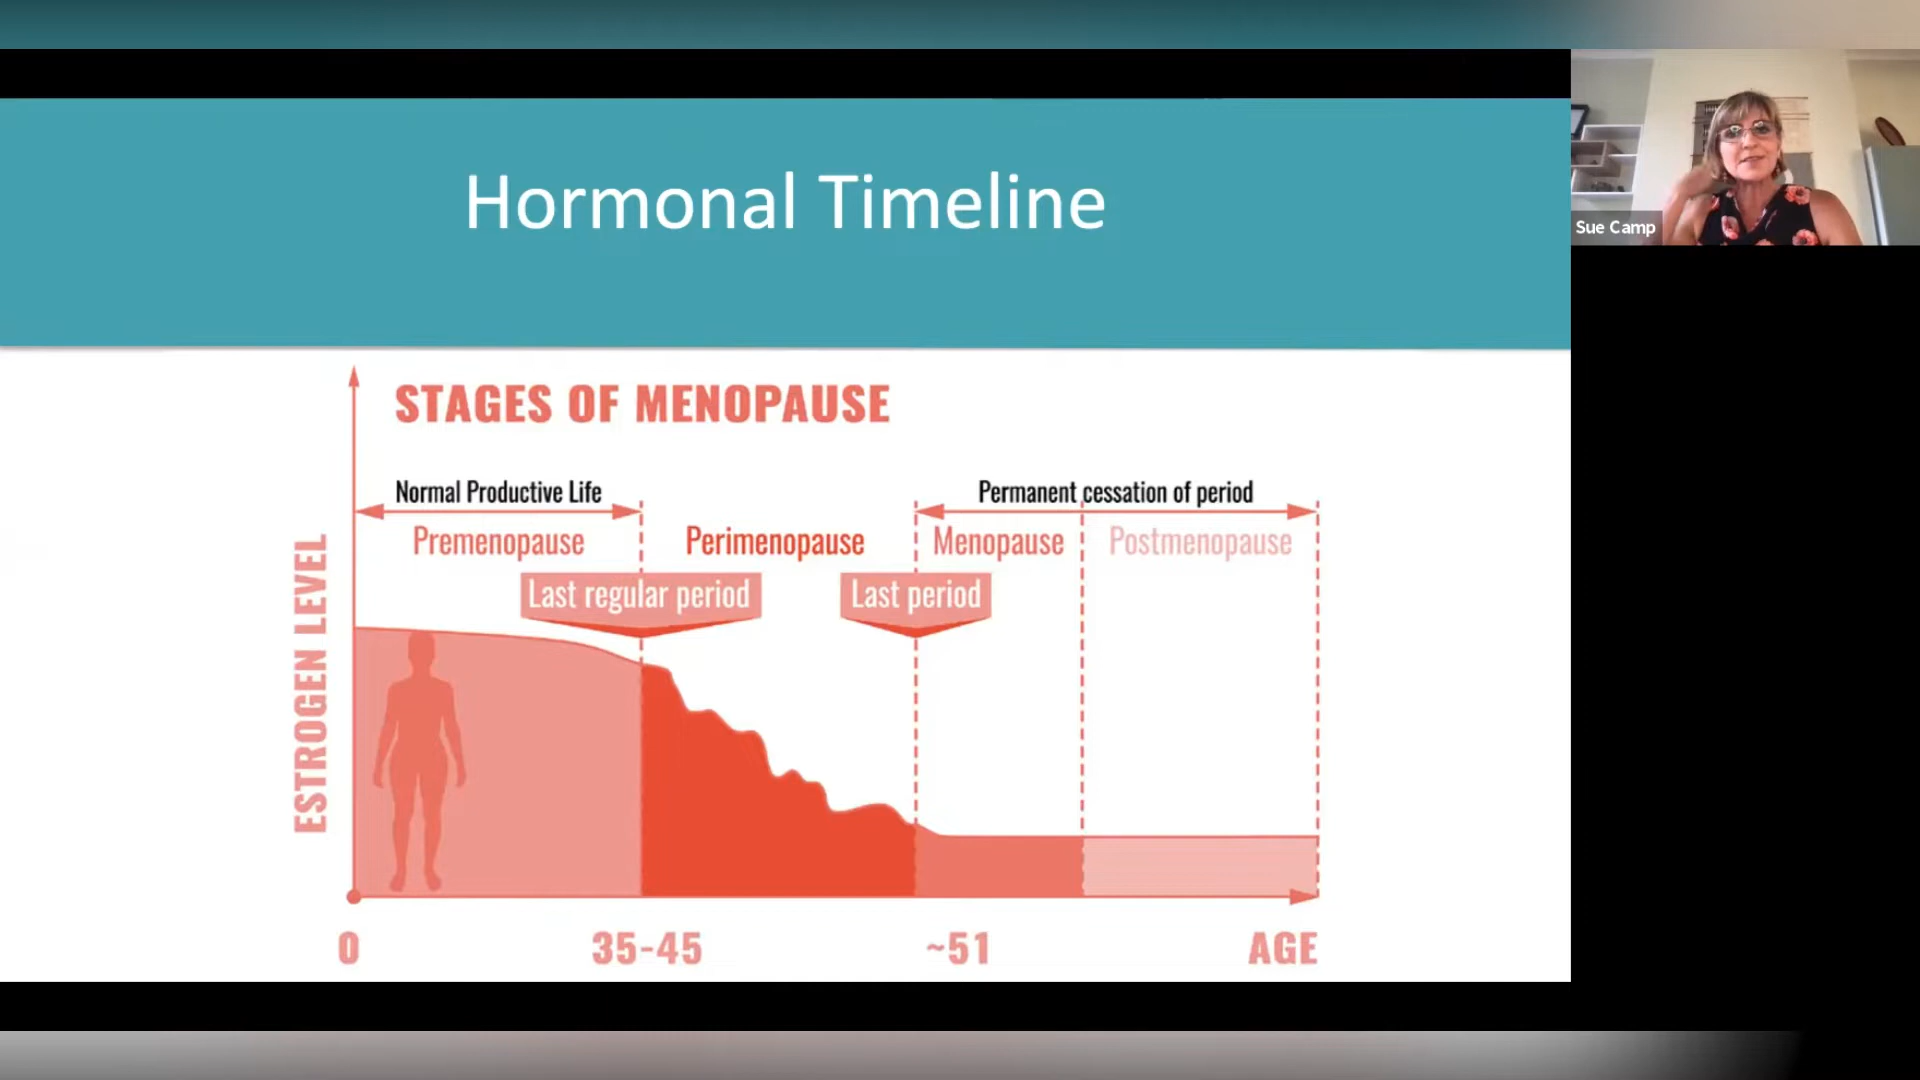 Hormonal Timeline
Sue Camp
STAGES OF MENOPAUSE
Normal Productive Life
Permanent cessation of period
Premenopause
Perimenopause
Menopause
Postmenopause
Last regular period
Last period
ESTROGEN LEVEL
0
35-45
~51
AGE